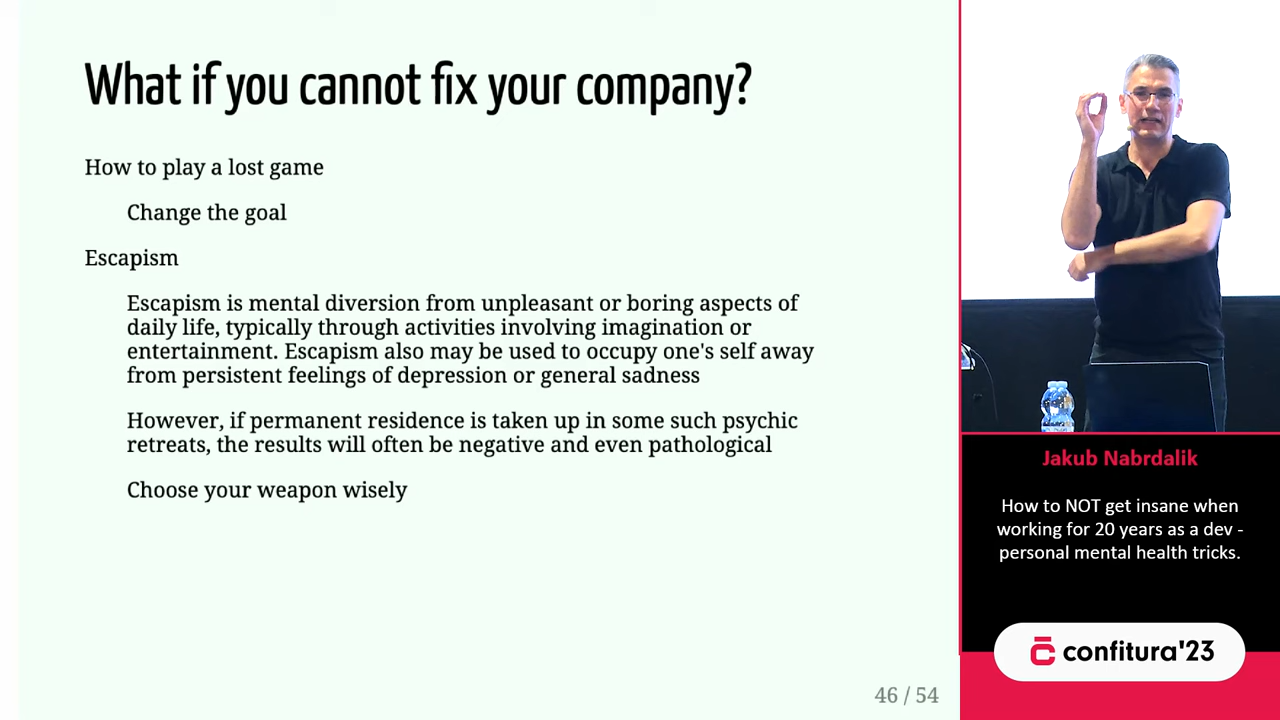 What if you cannot fix your company?
How to play a lost game
Change the goal
Escapism
Escapism is mental diversion from unpleasant or boring aspects of
daily life, typically through activities involving imagination or
entertainment. Escapism also may be used to occupy one's self away
from persistent feelings of depression or general sadness
However, if permanent residence is taken up in some such psychic
retreats, the results will often be negative and even pathological
Choose your weapon wisely
46 / 54
Jakub Nabrdalik
How to NOT get insane when
working for 20 years as a dev -
personal mental health tricks.
confitura'23